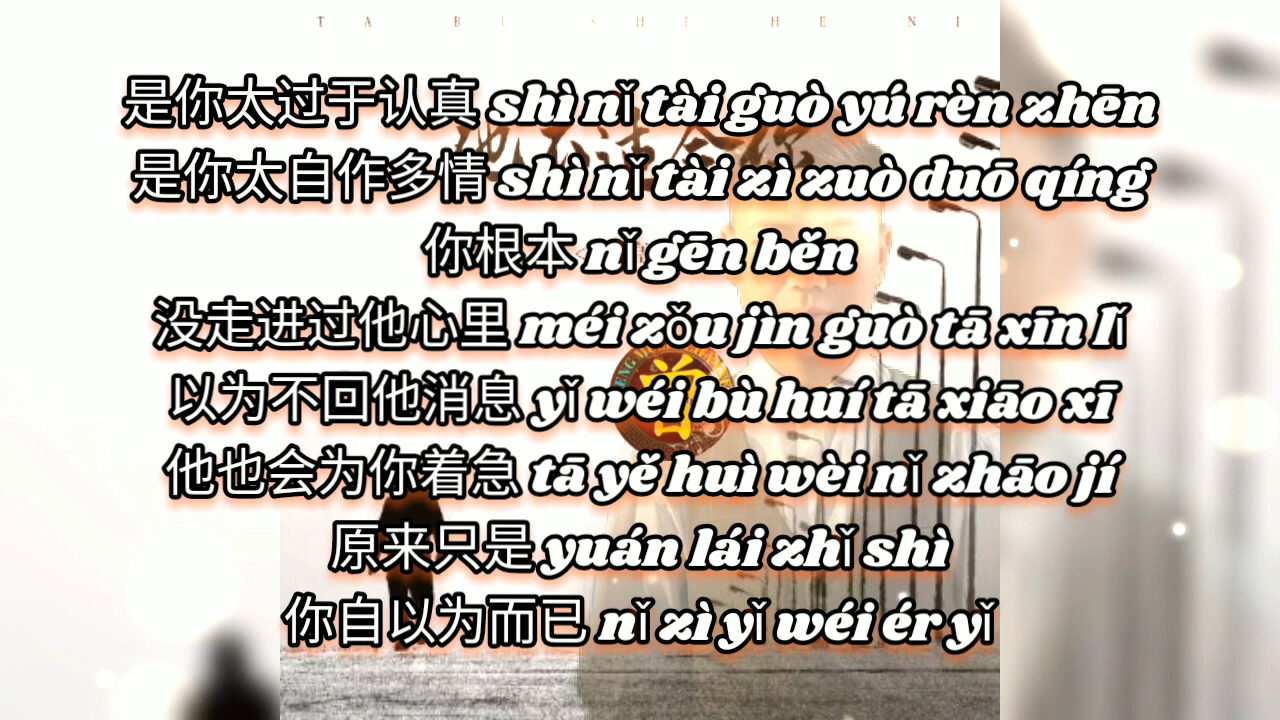 TA BU SHI HE NI
是你太过于认真 shì nǐ tài guò yú rèn zhēn
是你太自作多情 shì nǐ tài zì zuò duō qíng
你根本 nǐ gēn běn
没走进过他心里 méi zǒu jìn guò tā xīn lǐ
以为不回他消息 yǐ wéi bù huí tā xiāo xī
他也会为你着急 tā yě huì wèi nǐ zhāo jí
原来只是 yuán lái zhǐ shì
你自以为而已 nǐ zì yǐ wéi ér yǐ